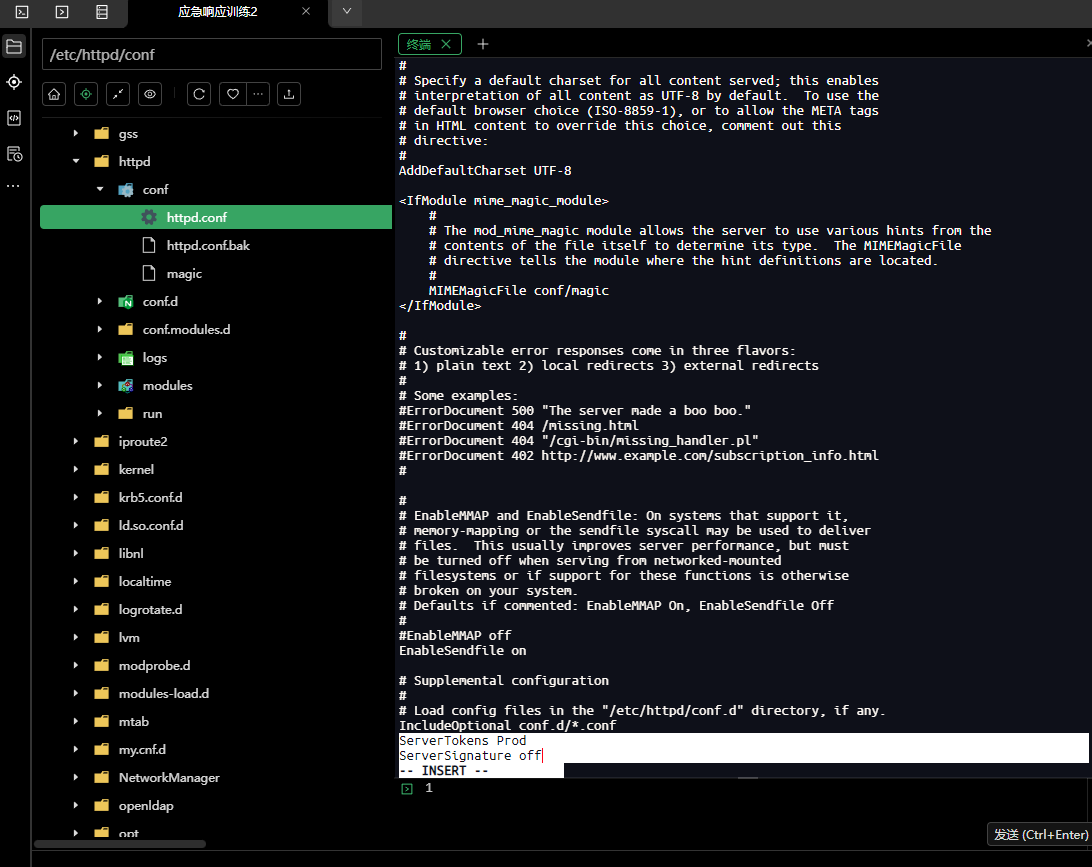 应急响应训练2
/etc/httpd/conf
gss
httpd
conf
httpd.conf
httpd.conf.bak
magic
conf.d
conf.modules.d
logs
modules
run
iproute2
kernel
krb5.conf.d
ld.so.conf.d
libnl
localtime
logrotate.d
lvm
modprobe.d
modules-load.d
mtab
my.cnf.d
NetworkManager
openldap
opt
终端
#
# Specify a default charset for all content served; this enables
# interpretation of all content as UTF-8 by default.  To use the
# default browser choice (ISO-8859-1), or to allow the META tags
# in HTML content to override this choice, comment out this
# directive:
#
AddDefaultCharset UTF-8
<IfModule mime_magic_module>
    #
    # The mod_mime_magic module allows the server to use various hints from the
    # contents of the file itself to determine its type.  The MIMEMagicFile
    # directive tells the module where the hint definitions are located.
    #
    MIMEMagicFile conf/magic
</IfModule>
#
# Customizable error responses come in three flavors:
# 1) plain text 2) local redirects 3) external redirects
#
# Some examples:
#ErrorDocument 500 "The server made a boo boo."
#ErrorDocument 404 /missing.html
#ErrorDocument 404 "/cgi-bin/missing_handler.pl"
#ErrorDocument 402 http://www.example.com/subscription_info.html
#
#
# EnableMMAP and EnableSendfile: On systems that support it,
# memory-mapping or the sendfile syscall may be used to deliver
# files.  This usually improves server performance, but must
# be turned off when serving from networked-mounted
# filesystems or if support for these functions is otherwise
# broken on your system.
# Defaults if commented: EnableMMAP On, EnableSendfile Off
#
#EnableMMAP off
EnableSendfile on
# Supplemental configuration
#
# Load config files in the "/etc/httpd/conf.d" directory, if any.
IncludeOptional conf.d/*.conf
ServerTokens Prod
ServerSignature off
-- INSERT --
1
发送 (Ctrl+Enter)